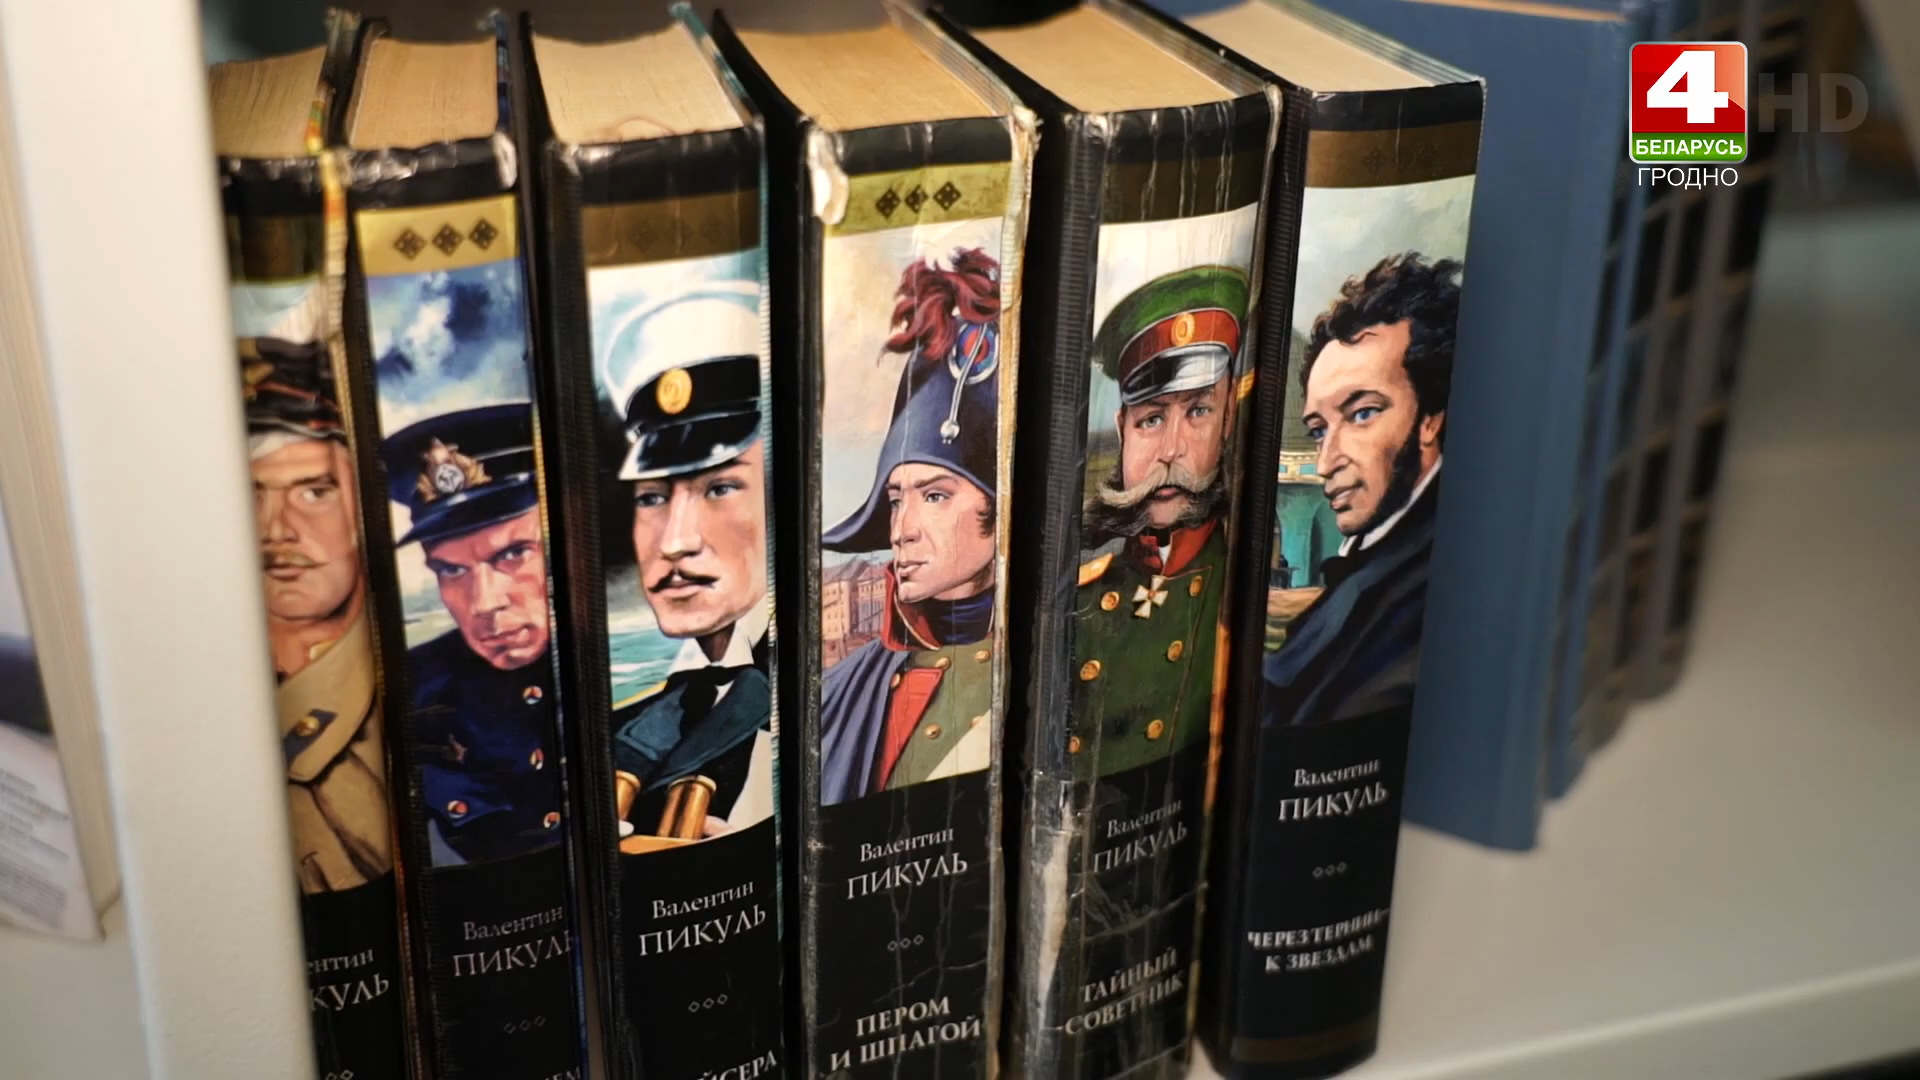 4 HD
БЕЛАРУСЬ
ГРОДНО
Валентин
ПИКУЛЬ
Валентин
ПИКУЛЬ
Валентин
ПИКУЛЬ
ПЕРОМ
И ШПАГОЙ
Валентин
ПИКУЛЬ
ТАЙНЫЙ
СОВЕТНИК
Валентин
ПИКУЛЬ
ЧЕРЕЗ ТЕРНИИ–
К ЗВЕЗДАМ